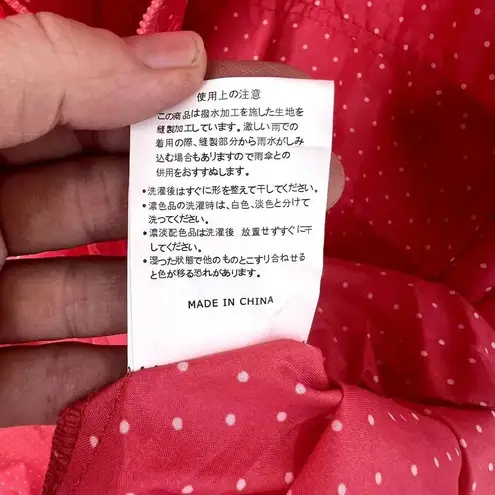 使用上の注意
この商品は撥水加工を施した生地を
縫製加工しています。激しい雨での
着用の際、縫製部分から雨水がしみ
込む場合もありますので雨傘との
併用をおすすめします。
•洗濯後はすぐに形を整えて干してください。
•濃色品の洗濯時は、白色、淡色と分けて
洗ってください。
•濃淡配色品は洗濯後 放置せずすぐに干
してください。
•湿った状態で他のものとこすり合ねせる
と色が移る恐れがあります。
MADE IN CHINA